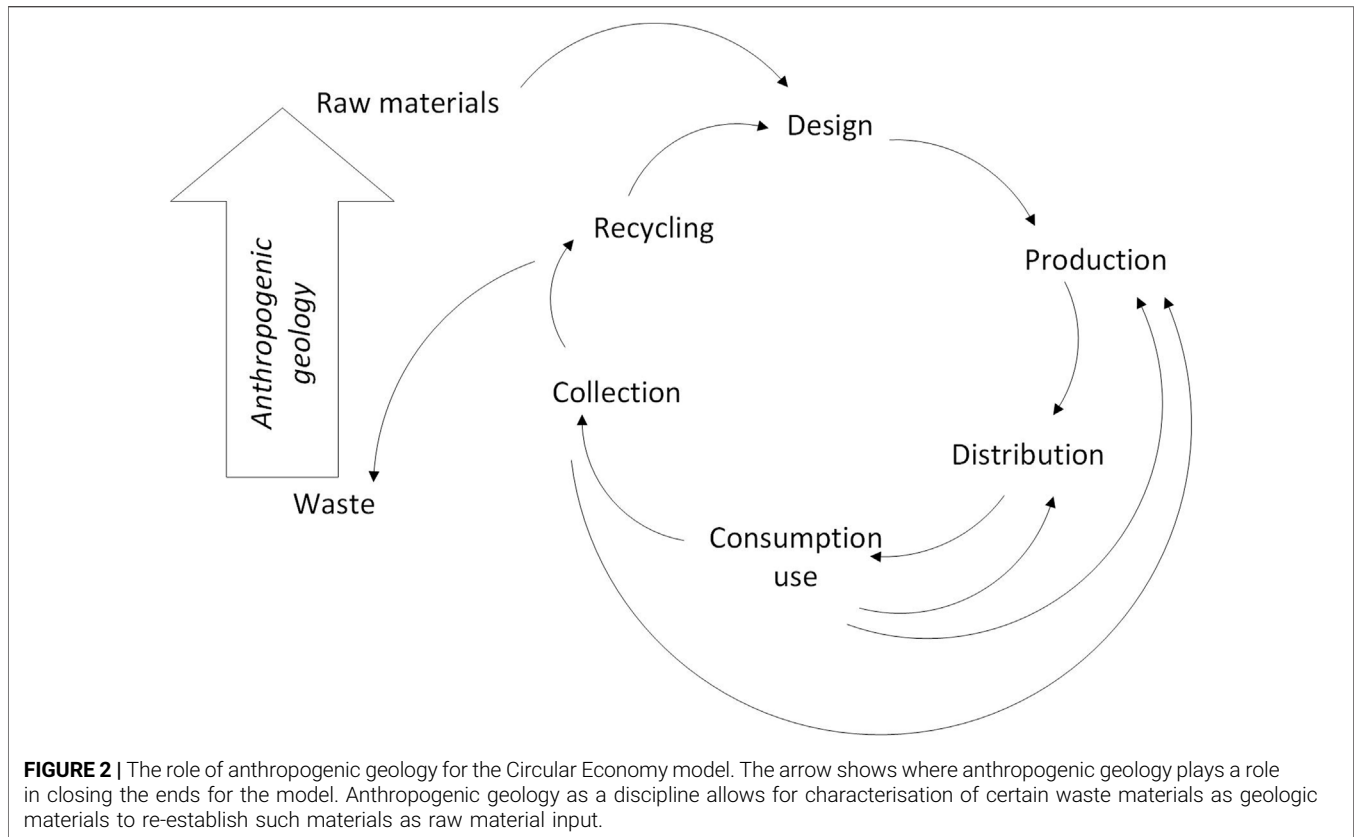 Raw materials
Design
Recycling
Production
Anthropogenic
geology
Collection
Distribution
Waste
Consumption
use
FIGURE 2 | The role of anthropogenic geology for the Circular Economy model. The arrow shows where anthropogenic geology plays a role
in closing the ends for the model. Anthropogenic geology as a discipline allows for characterisation of certain waste materials as geologic
materials to re-establish such materials as raw material input.